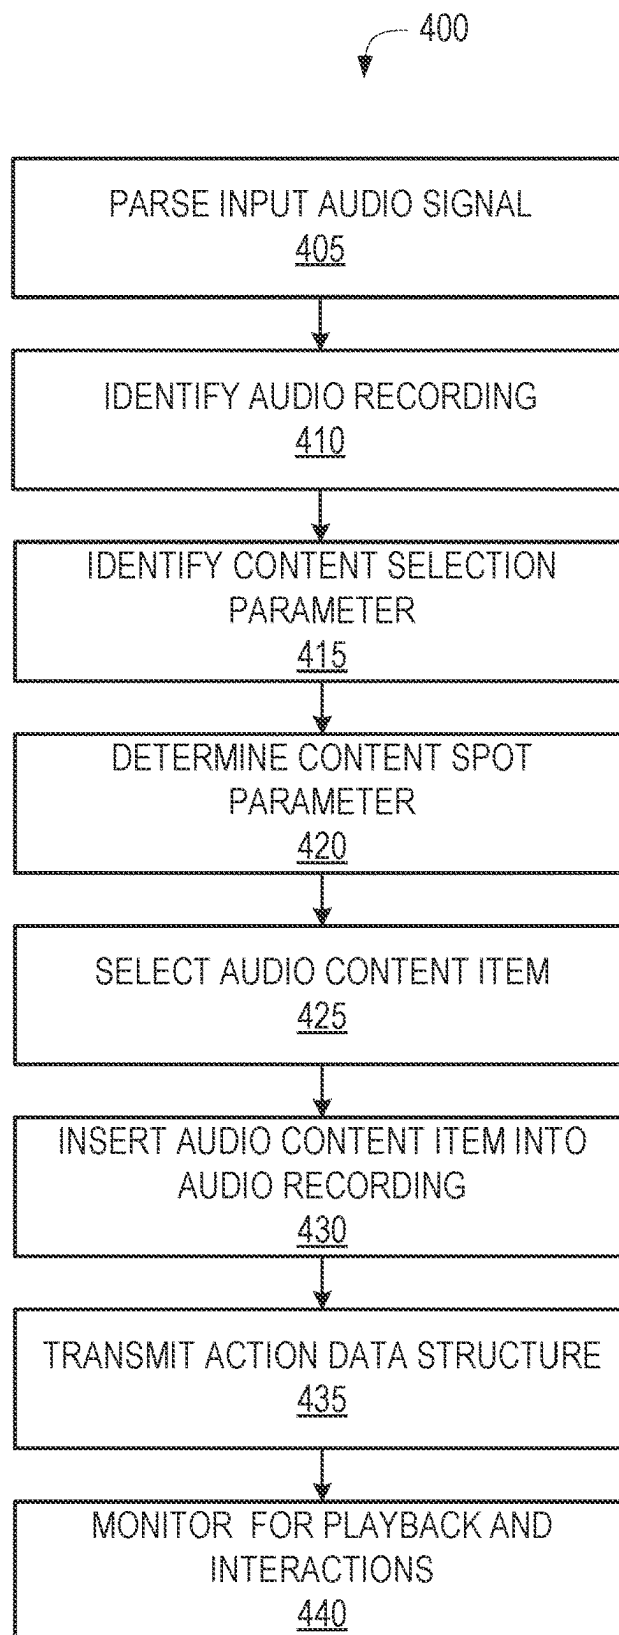 400
PARSE INPUT AUDIO SIGNAL
405
IDENTIFY AUDIO RECORDING
410
IDENTIFY CONTENT SELECTION
PARAMETER
415
DETERMINE CONTENT SPOT
PARAMETER
420
SELECT AUDIO CONTENT ITEM
425
INSERT AUDIO CONTENT ITEM INTO
AUDIO RECORDING
430
TRANSMIT ACTION DATA STRUCTURE
435
MONITOR FOR PLAYBACK AND
INTERACTIONS
440